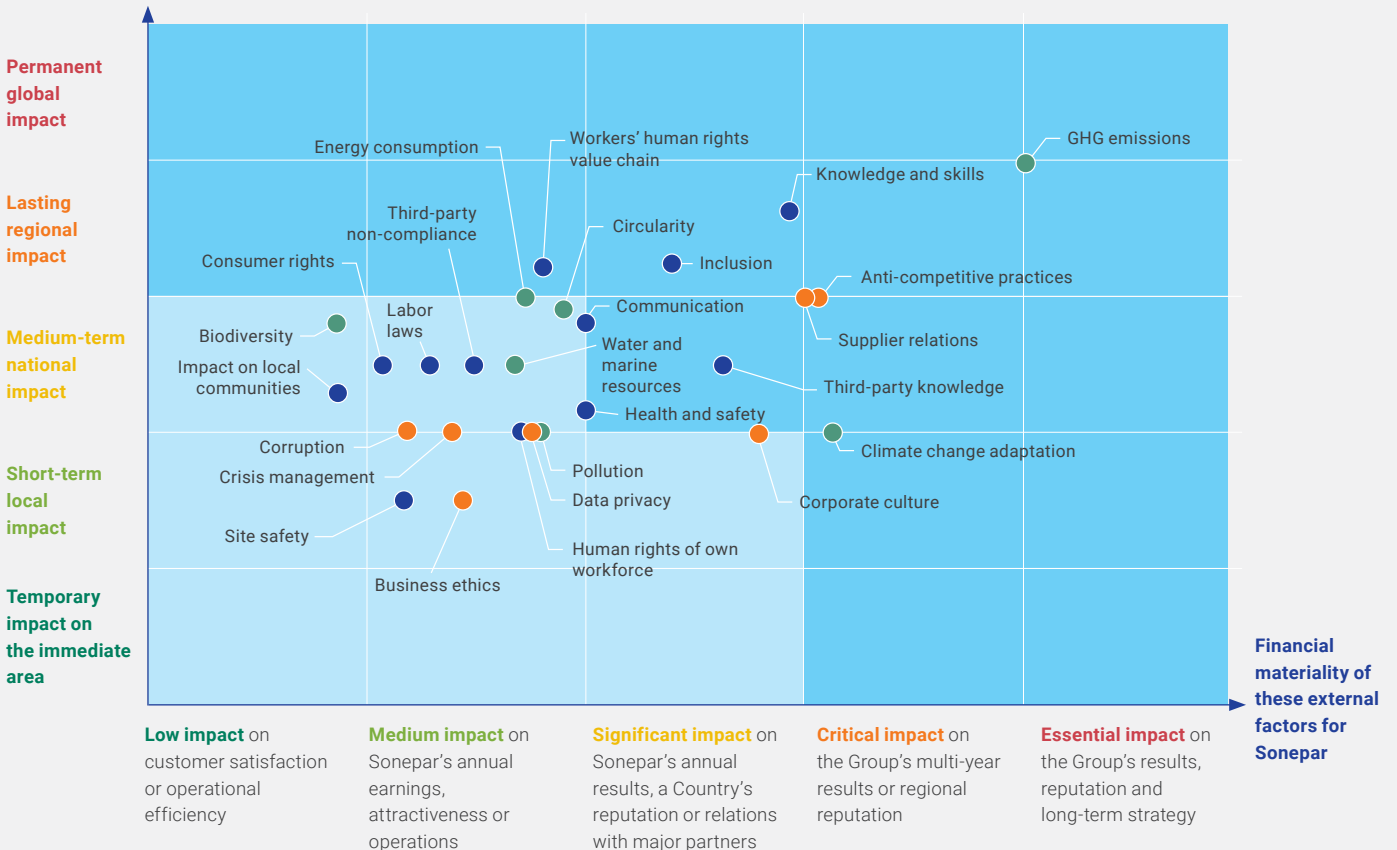 Permanent
global
impact
Lasting
regional
impact
Medium-term
national
impact
Short-term
local
impact
Temporary
impact on
the immediate
area
Energy consumption
Workers' human rights
value chain
GHG emissions
Knowledge and skills
Third-party
non-compliance
Circularity
Consumer rights
Inclusion
Anti-competitive practices
Labor
laws
Communication
Biodiversity
Supplier relations
Water and
marine
resources
Impact on local
communities
Third-party knowledge
Health and safety
Corruption
Climate change adaptation
Crisis management
Pollution
Data privacy
Corporate culture
Site safety
Human rights of own
workforce
Business ethics
Financial
materiality of
these external
factors for
Sonepar
Low impact on
customer satisfaction
or operational
efficiency
Medium impact on
Sonepar's annual
earnings,
attractiveness or
operations
Significant impact on
Sonepar's annual
results, a Country's
reputation or relations
with major partners
Critical impact on
the Group's multi-year
results or regional
reputation
Essential impact on
the Group's results,
reputation and
long-term strategy